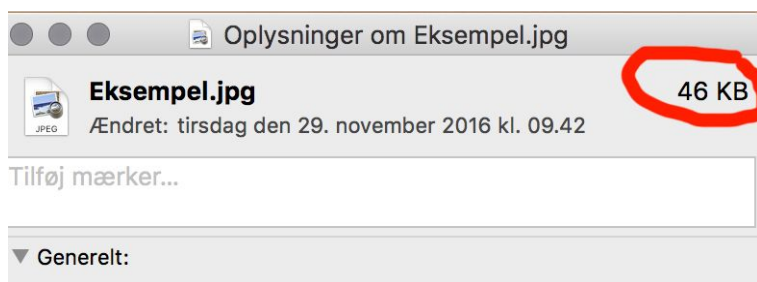 Oplysninger om Eksempel.jpg
Eksempel.jpg 46 KB
JPEG
Ændret: tirsdag den 29. november 2016 kl. 09.42
Tilføj mærker...
Generelt: